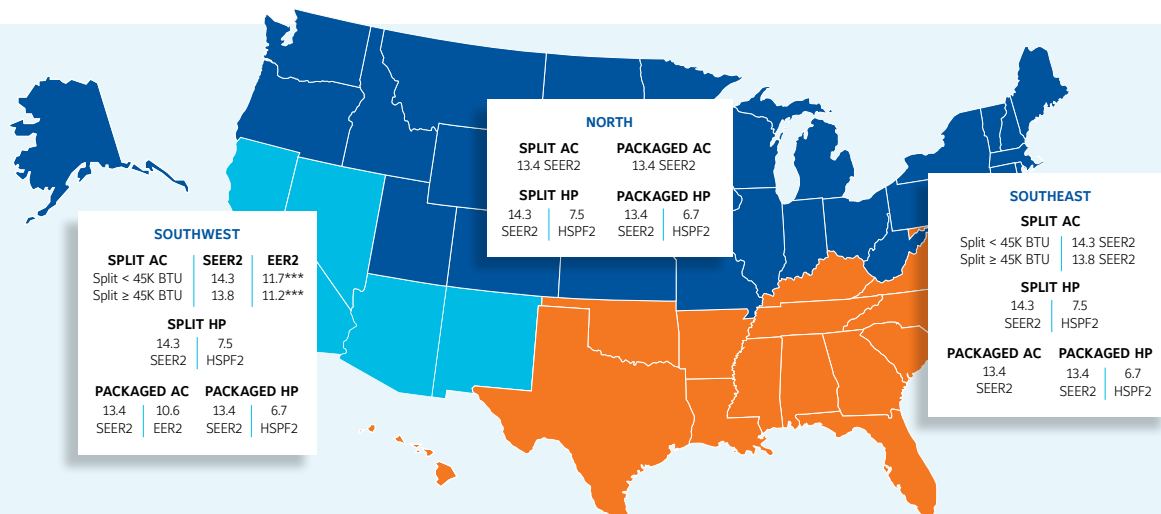 NORTH
SPLIT AC PACKAGED AC
13.4 SEER2 13.4 SEER2
SPLIT HP PACKAGED HP
14.3 7.5 13.4 6.7
SEER2 HSPF2 SEER2 HSPF2
SOUTHWEST
SPLIT AC SEER2 EER2
Split < 45K BTU 14.3 11.7***
Split ≥ 45K BTU 13.8 11.2***
SPLIT HP
14.3 7.5
SEER2 HSPF2
PACKAGED AC PACKAGED HP
13.4 10.6 13.4 6.7
SEER2 EER2 SEER2 HSPF2
SOUTHEAST
SPLIT AC
Split < 45K BTU 14.3 SEER2
Split ≥ 45K BTU 13.8 SEER2
SPLIT HP
14.3 7.5
SEER2 HSPF2
PACKAGED AC PACKAGED HP
13.4 13.4 6.7
SEER2 SEER2 HSPF2